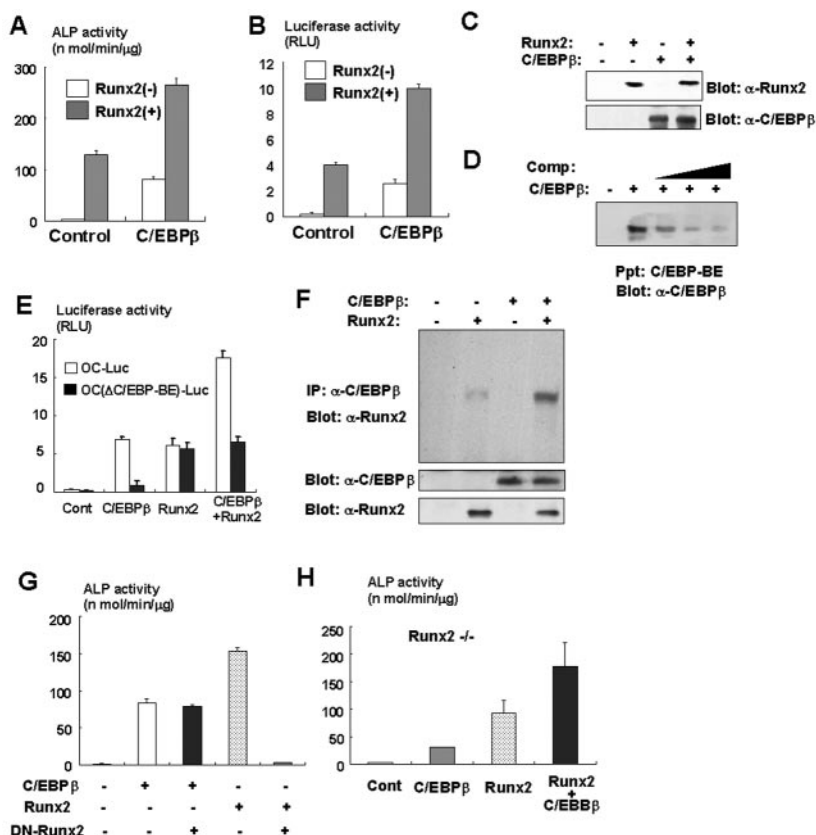 A
ALP activity
(n mol/min/μg)
300
200
100
0
Runx2(-)
Runx2(+)
Control
C/EBPβ
B
Luciferase activity
(RLU)
12
10
8
6
4
2
0
Runx2(-)
Runx2(+)
Control
C/EBPβ
C
Runx2: - + - +
C/EBPβ: - - + +
Blot: α-Runx2
Blot: α-C/EBPβ
D
Comp:
C/EBPβ: - + + + +
Ppt: C/EBP-BE
Blot: α-C/EBPβ
E
Luciferase activity
(RLU)
20
15
10
5
0
OC-Luc
OC(ΔC/EBP-BE)-Luc
Cont
C/EBPβ
Runx2
C/EBPβ
+Runx2
F
C/EBPβ: - - + +
Runx2: - + - +
IP: α-C/EBPβ
Blot: α-Runx2
Blot: α-C/EBPβ
Blot: α-Runx2
G
ALP activity
(n mol/min/μg)
200
150
100
50
0
C/EBPβ - + + - -
Runx2 - - - + +
DN-Runx2 - - + - +
H
ALP activity
(n mol/min/μg)
Runx2 -/-
250
200
150
100
50
0
Cont
C/EBPβ
Runx2
Runx2
+
C/EBBβ